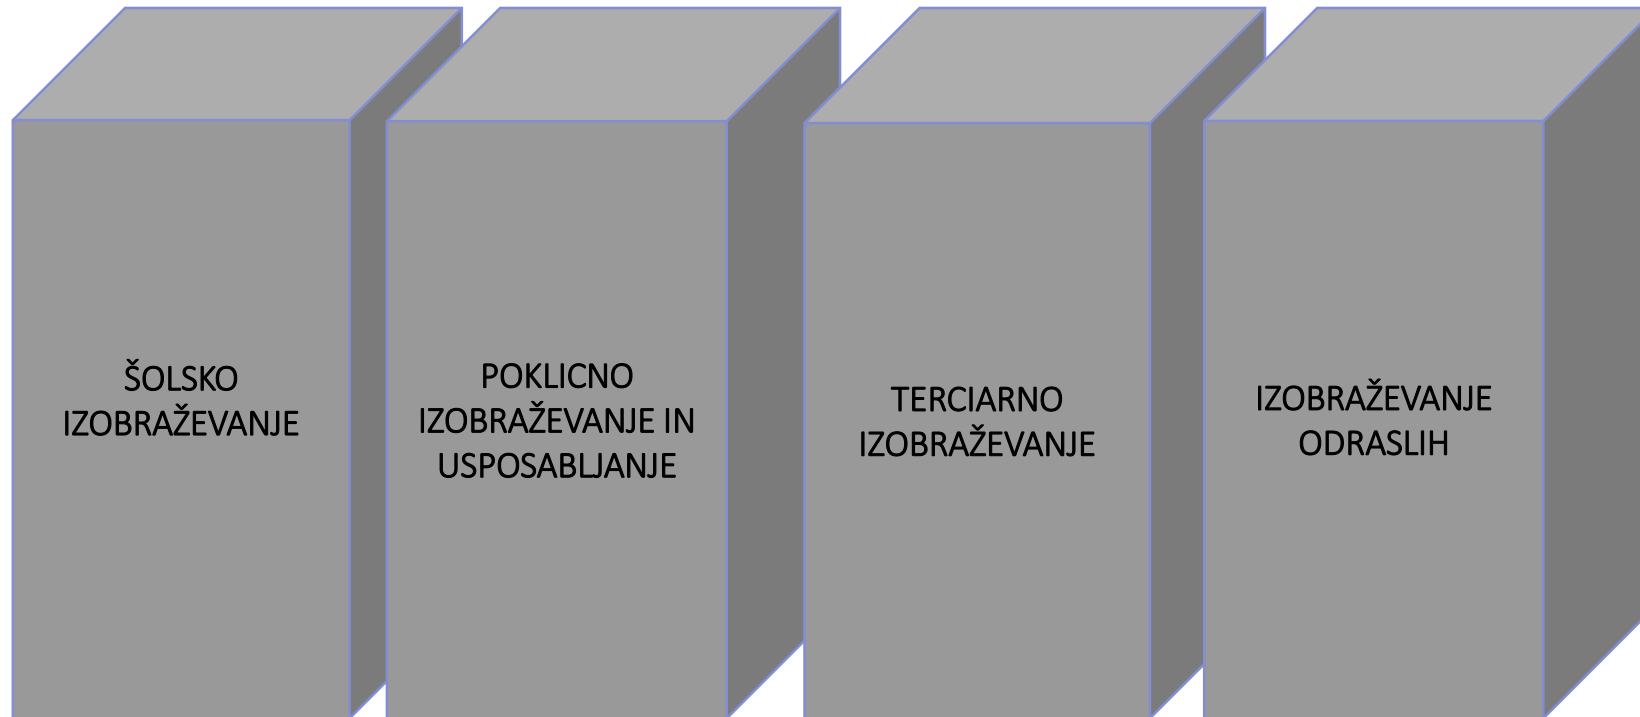 ŠOLSKO
IZOBRAŽEVANJE
POKLICNO
IZOBRAŽEVANJE IN
USPOSABLJANJE
TERCIARNO
IZOBRAŽEVANJE
IZOBRAŽEVANJE
ODRASLIH